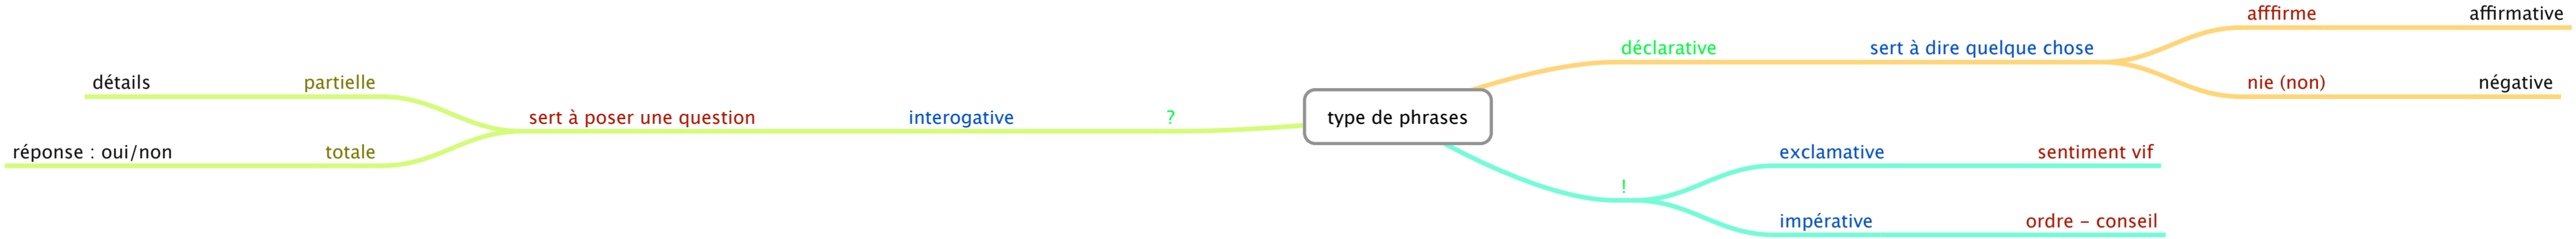 type de phrases
déclarative
sert à dire quelque chose
afffirme
affirmative
nie (non)
négative
!
exclamative
sentiment vif
impérative
ordre - conseil
?
interogative
sert à poser une question
partielle
détails
totale
réponse : oui/non